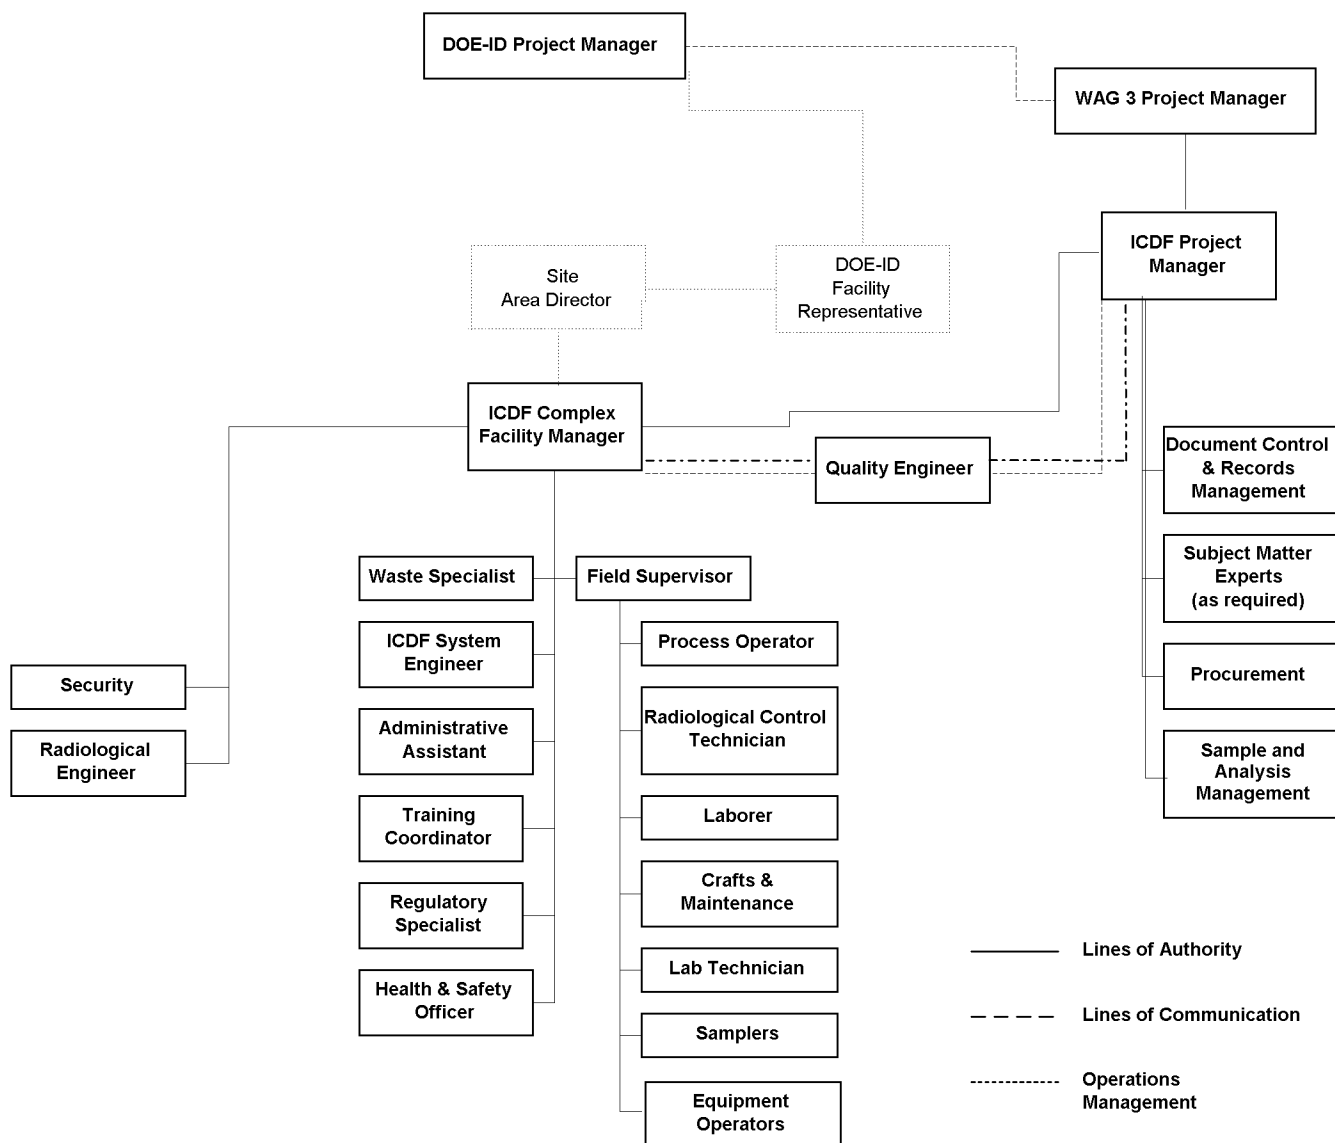 DOE-ID Project Manager
WAG 3 Project Manager
ICDF Project
Manager
Site
Area Director
DOE-ID
Facility
Representative
ICDF Complex
Facility Manager
Quality Engineer
Document Control
& Records
Management
Subject Matter
Experts
(as required)
Procurement
Sample and
Analysis
Management
Security
Radiological
Engineer
Waste Specialist
ICDF System
Engineer
Administrative
Assistant
Training
Coordinator
Regulatory
Specialist
Health & Safety
Officer
Field Supervisor
Process Operator
Radiological Control
Technician
Laborer
Crafts &
Maintenance
Lab Technician
Samplers
Equipment
Operators
Lines of Authority
Lines of Communication
Operations
Management